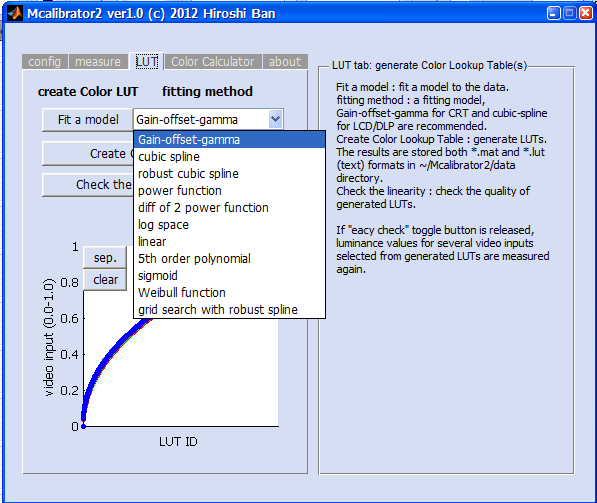 Mcalibrator2 ver1.0 (c) 2012 Hiroshi Ban
config measure LUT Color Calculator about
create Color LUT fitting method
Fit a model Gain-offset-gamma
Gain-offset-gamma
cubic spline
robust cubic spline
power function
diff of 2 power function
log space
linear
5th order polynomial
sigmoid
Weibull function
grid search with robust spline
Create C
Check the
sep.
clear
1
0.8
0.6
0.4
0.2
0
video input (0.0-1.0)
LUT ID
LUT tab: generate Color Lookup Table(s)
Fit a model : fit a model to the data.
fitting method : a fitting model,
Gain-offset-gamma for CRT and cubic-spline
for LCD/DLP are recommended.
Create Color Lookup Table : generate LUTs.
The results are stored both *.mat and *.lut
(text) formats in ~/Mcalibrator2/data
directory.
Check the linearity : check the quality of
generated LUTs.
If "eacy check" toggle button is released,
luminance values for several video inputs
selected from generated LUTs are measured
again.